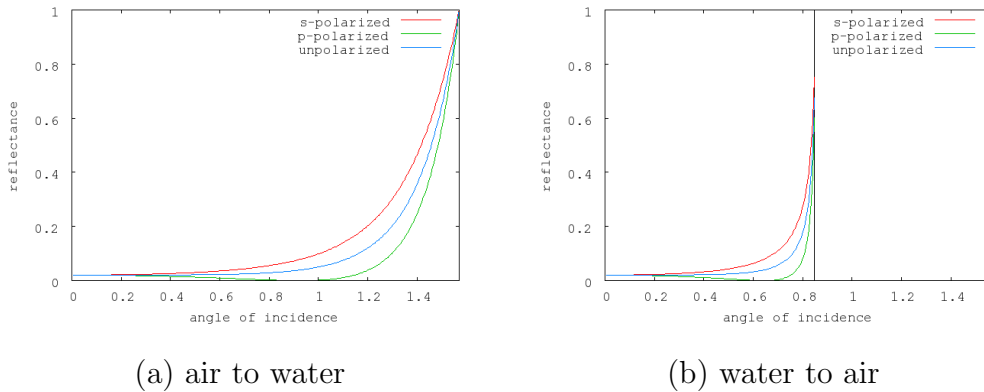 1
0.8
0.6
0.4
0.2
0
reflectance
s-polarized
p-polarized
unpolarized
0 0.2 0.4 0.6 0.8 1 1.2 1.4
angle of incidence
(a) air to water
1
0.8
0.6
0.4
0.2
0
reflectance
s-polarized
p-polarized
unpolarized
0 0.2 0.4 0.6 0.8 1 1.2 1.4
angle of incidence
(b) water to air